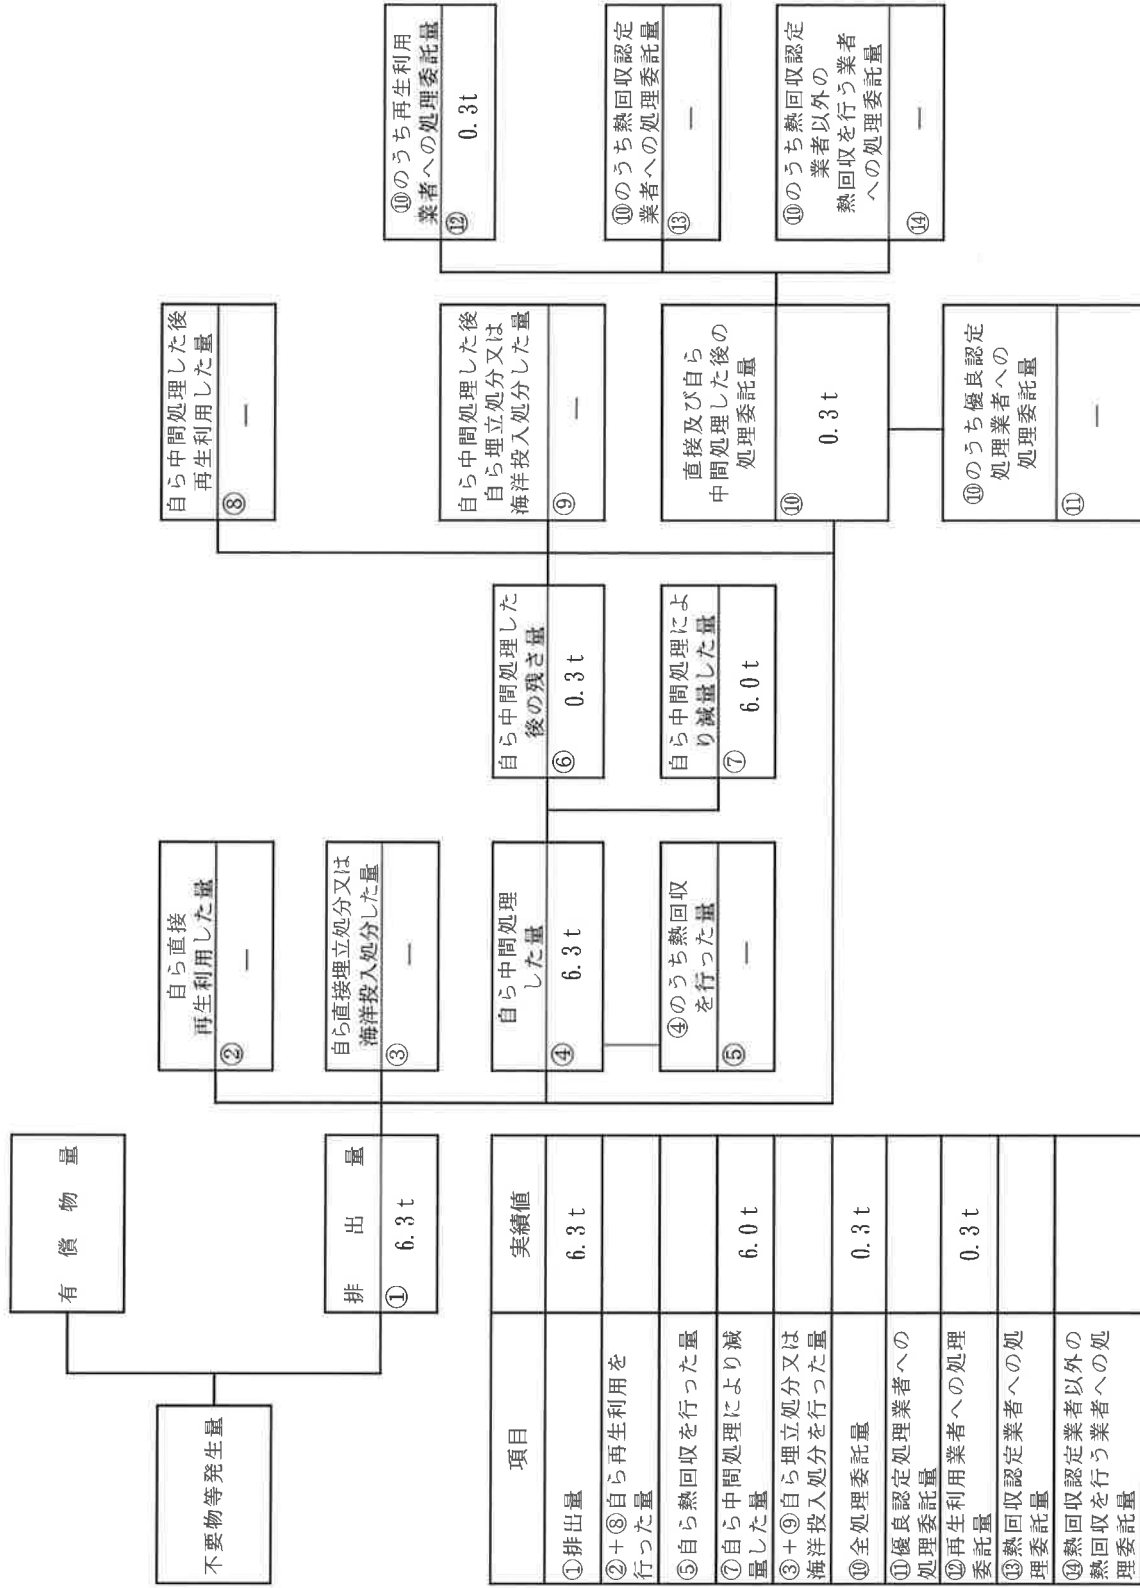 不要物等発生量
有償物量
排出量
① 6.3t
自ら直接
再生利用した量
② ―
自ら直接埋立処分又は
海洋投入処分した量
③ ―
自ら中間処理
した量
④ 6.3t
④のうち熱回収
を行った量
⑤ ―
自ら中間処理した
後の残さ量
⑥ 0.3t
自ら中間処理によ
り減量した量
⑦ 6.0t
自ら中間処理した後
再生利用した量
⑧ ―
自ら中間処理した後
自ら埋立処分又は
海洋投入処分した量
⑨ ―
直接及び自ら
中間処理した後の
処理委託量
⑩ 0.3t
⑩のうち優良認定
処理業者への
処理委託量
⑪ ―
⑩のうち再生利用
業者への処理委託量
⑫ 0.3t
⑩のうち熱回収認定
業者への処理委託量
⑬ ―
⑩のうち熱回収認定
業者以外の
熱回収を行う業者
への処理委託量
⑭ ―
項目 実績値
①排出量 6.3t
②+⑧自ら再生利用を
行った量
⑤自ら熱回収を行った量
⑦自ら中間処理により減
量した量 6.0t
③+⑨自ら埋立処分又は
海洋投入処分を行った量
⑩全処理委託量 0.3t
⑪優良認定処理業者への
処理委託量
⑫再生利用業者への処理
委託量 0.3t
⑬熱回収認定業者への処
理委託量
⑭熱回収認定業者以外の
熱回収を行う業者への処
理委託量